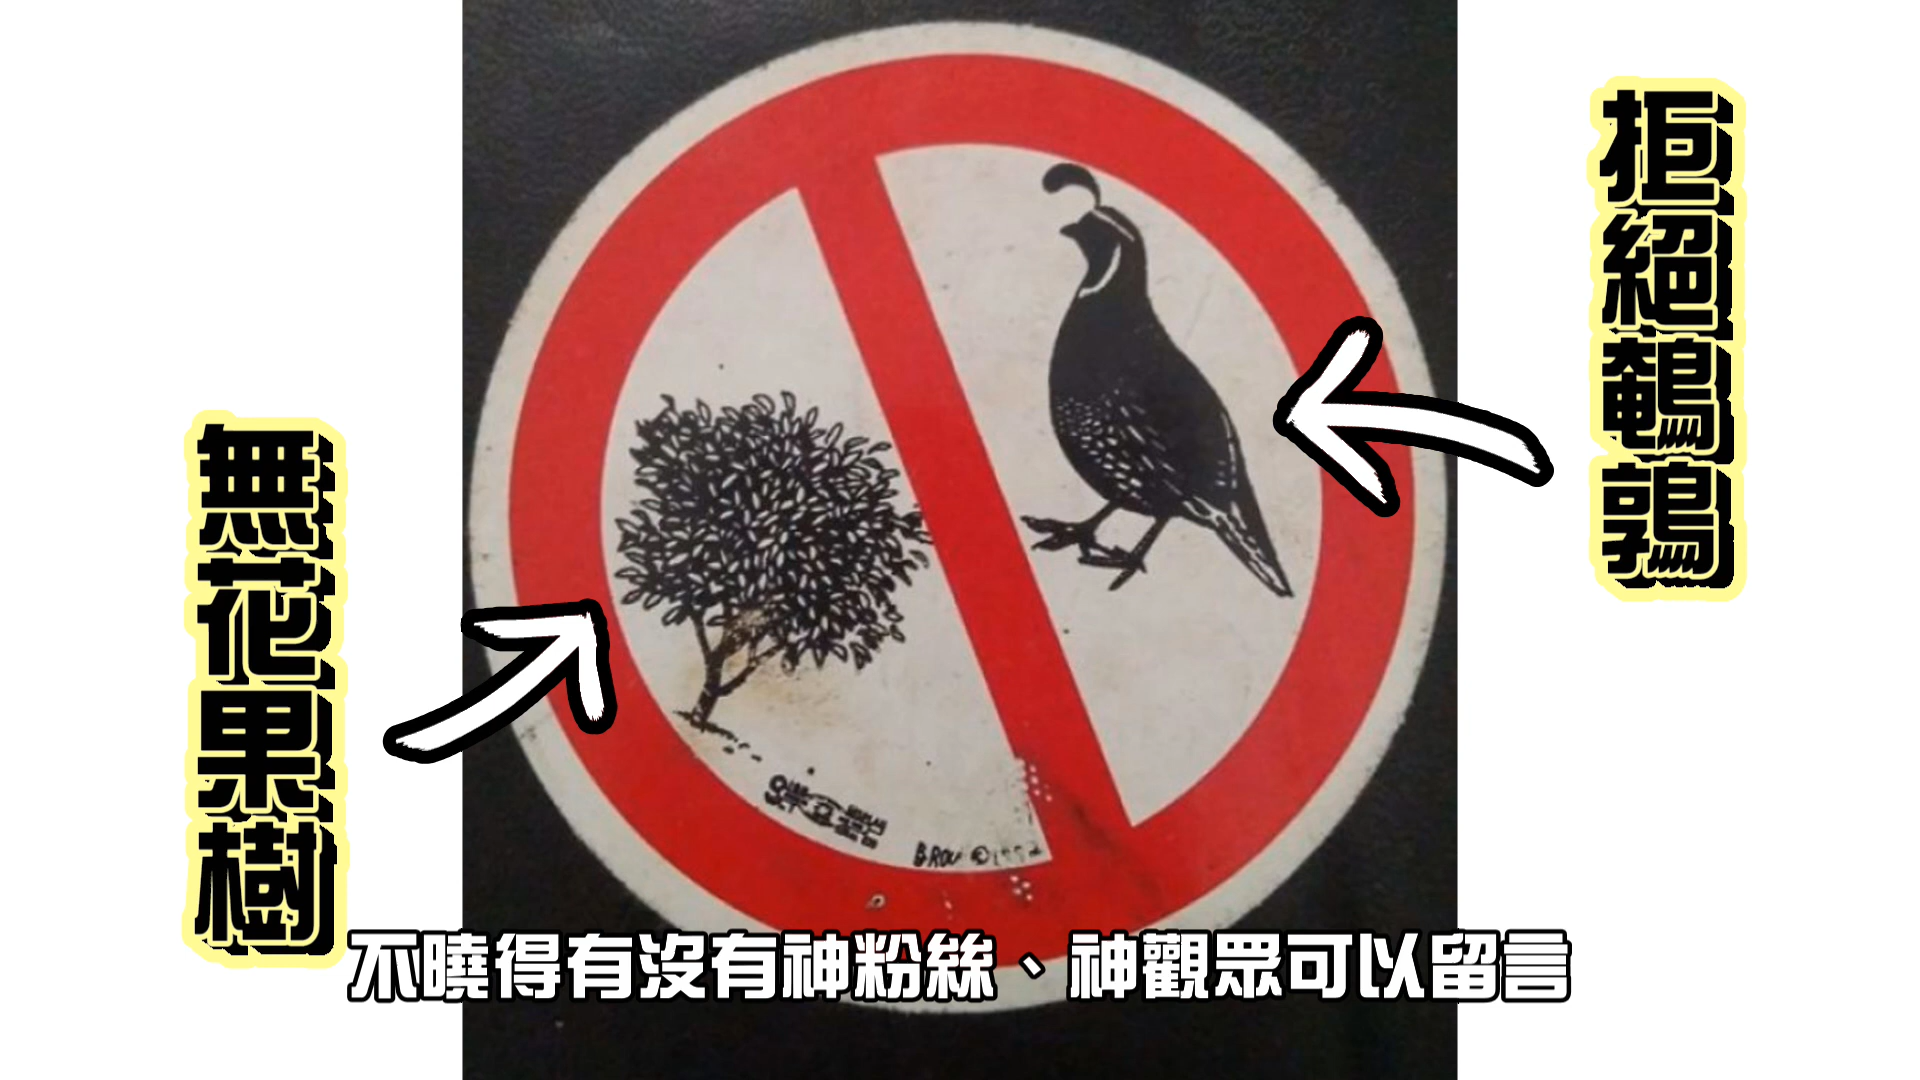 拒絕鵪鶉
無花果樹
不曉得有沒有神粉絲、神觀眾可以留言